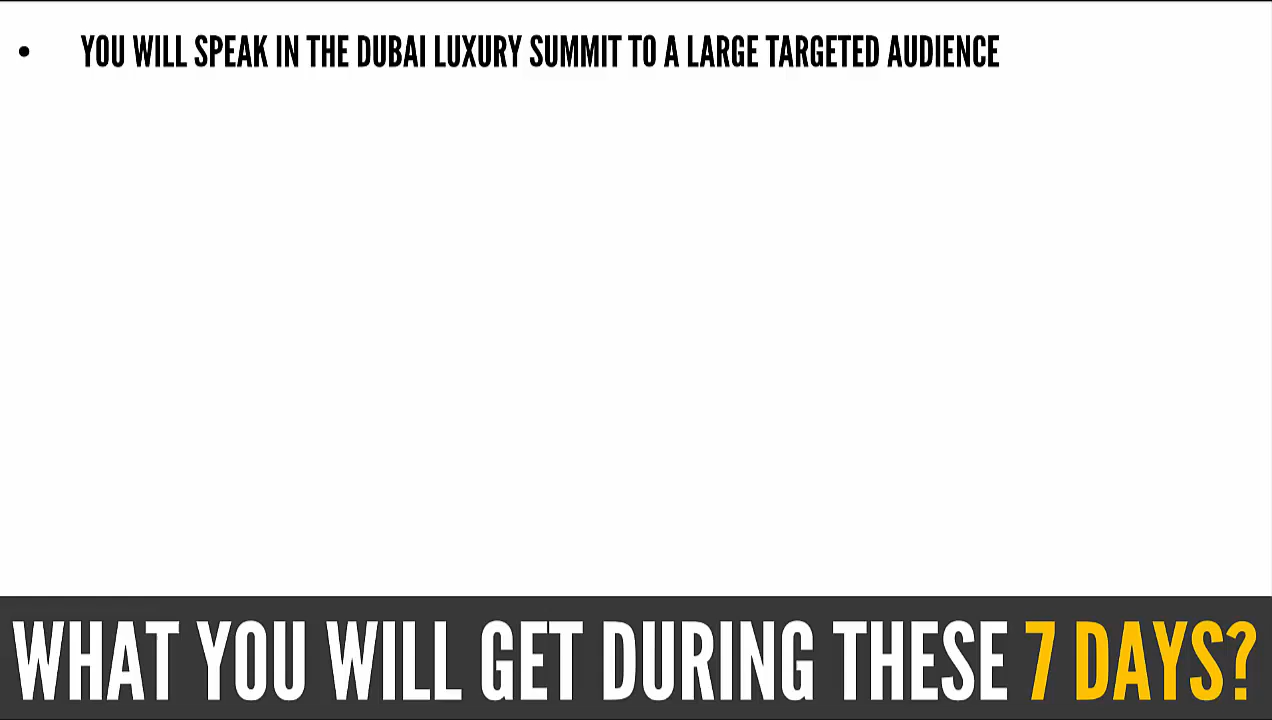 • YOU WILL SPEAK IN THE DUBAI LUXURY SUMMIT TO A LARGE TARGETED AUDIENCE
WHAT YOU WILL GET DURING THESE 7 DAYS?